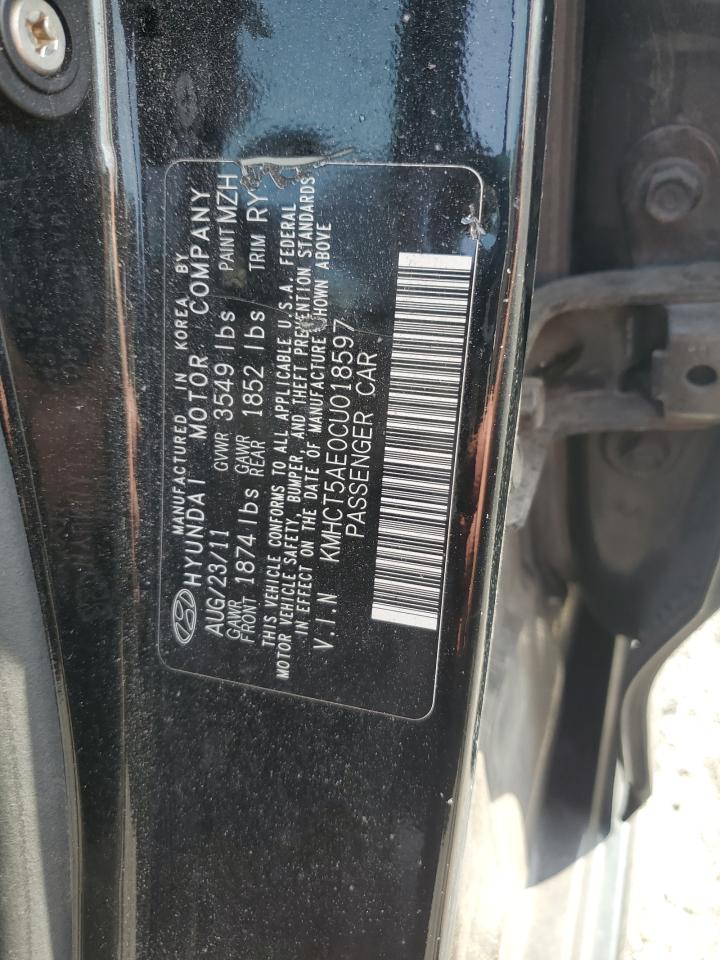 MANUFACTURED IN KOREA BY
HYUNDAI MOTOR COMPANY
AUG/23/11 GVWR 3549 lbs PAINT MZH
GAWR FRONT 1874 lbs GAWR REAR 1852 lbs TRIM RY
THIS VEHICLE CONFORMS TO ALL APPLICABLE U.S.A. FEDERAL
MOTOR VEHICLE SAFETY, BUMPER, AND THEFT PREVENTION STANDARDS
IN EFFECT ON THE DATE OF MANUFACTURE SHOWN ABOVE
V.I.N KMHCT5AE0CU018597
PASSENGER CAR